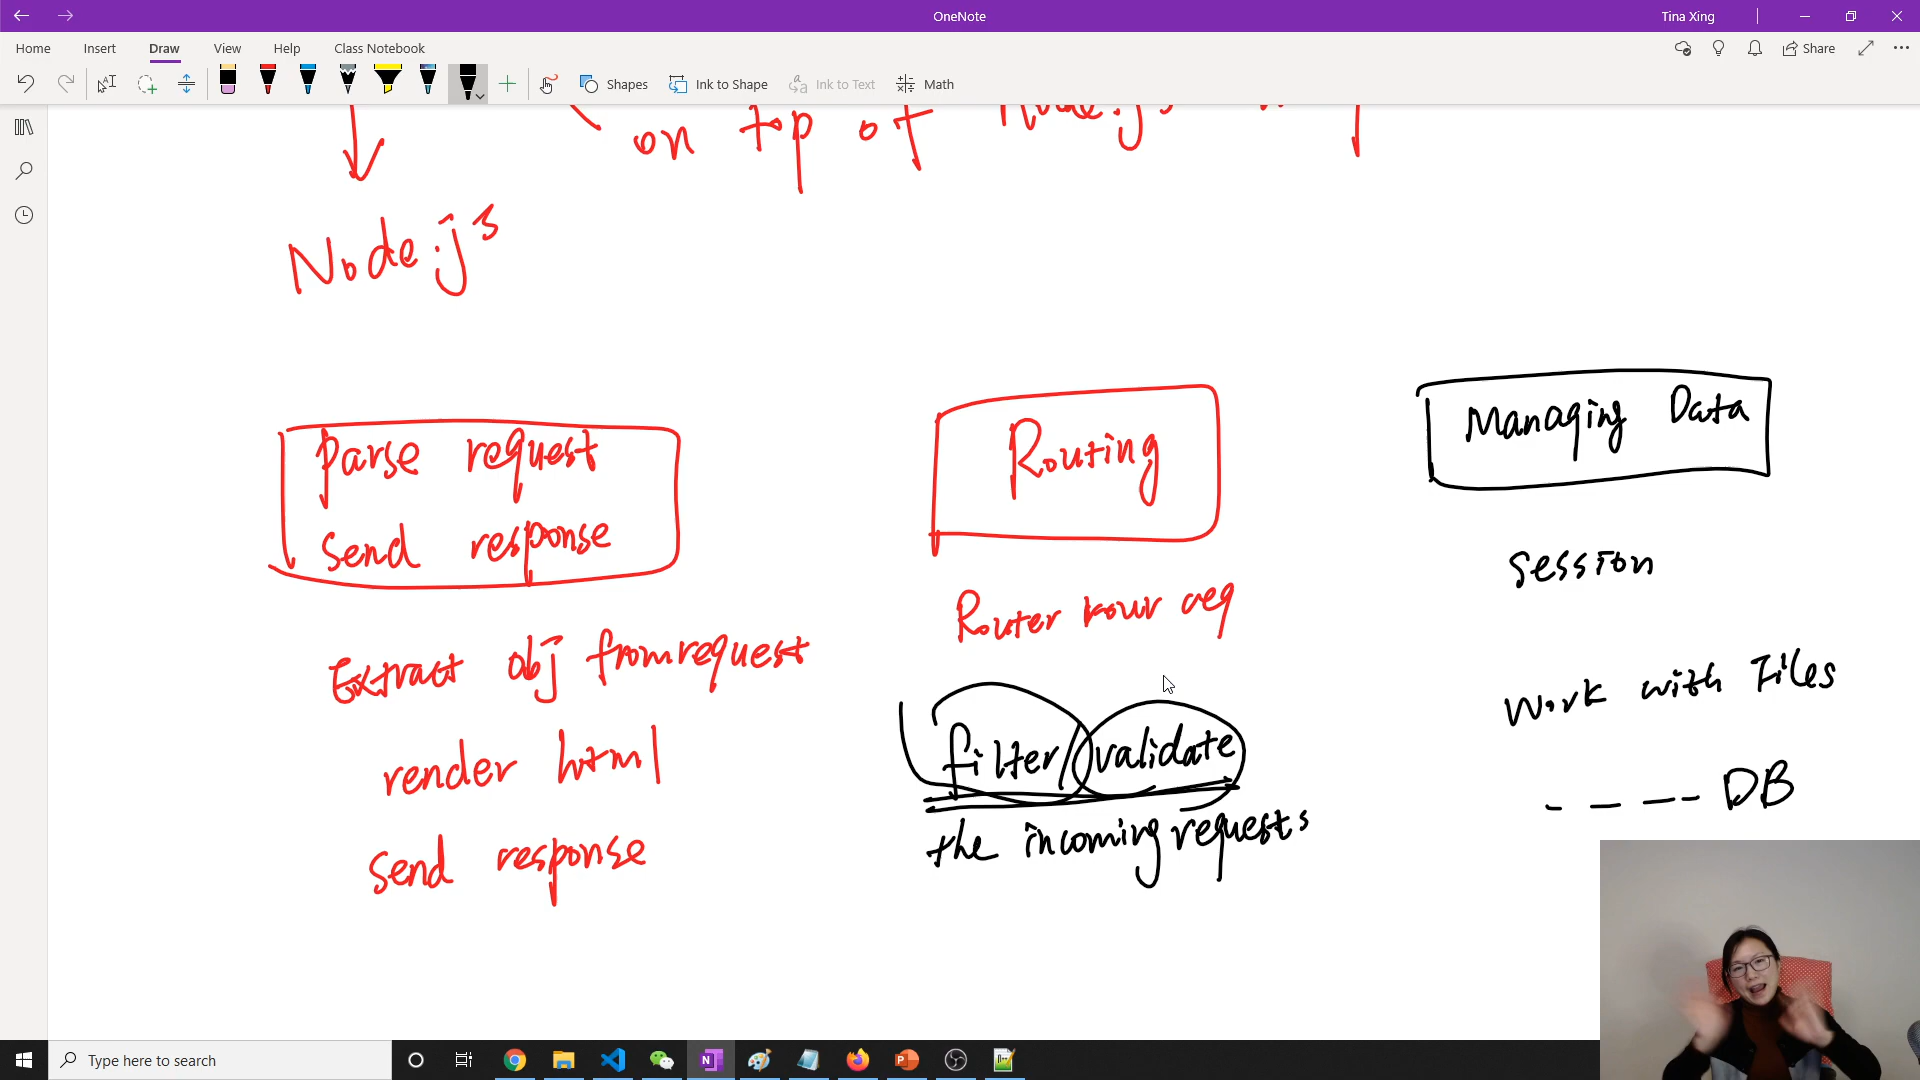 OneNote
Tina Xing
Home Insert Draw View Help Class Notebook
Share
Shapes Ink to Shape Ink to Text Math
on top of Node.js
Node.js
Parse request
send response
Extract obj from request
render html
send response
Routing
Router
filter/validate
the incoming requests
Managing Data
session
Work with Files
DB
Type here to search